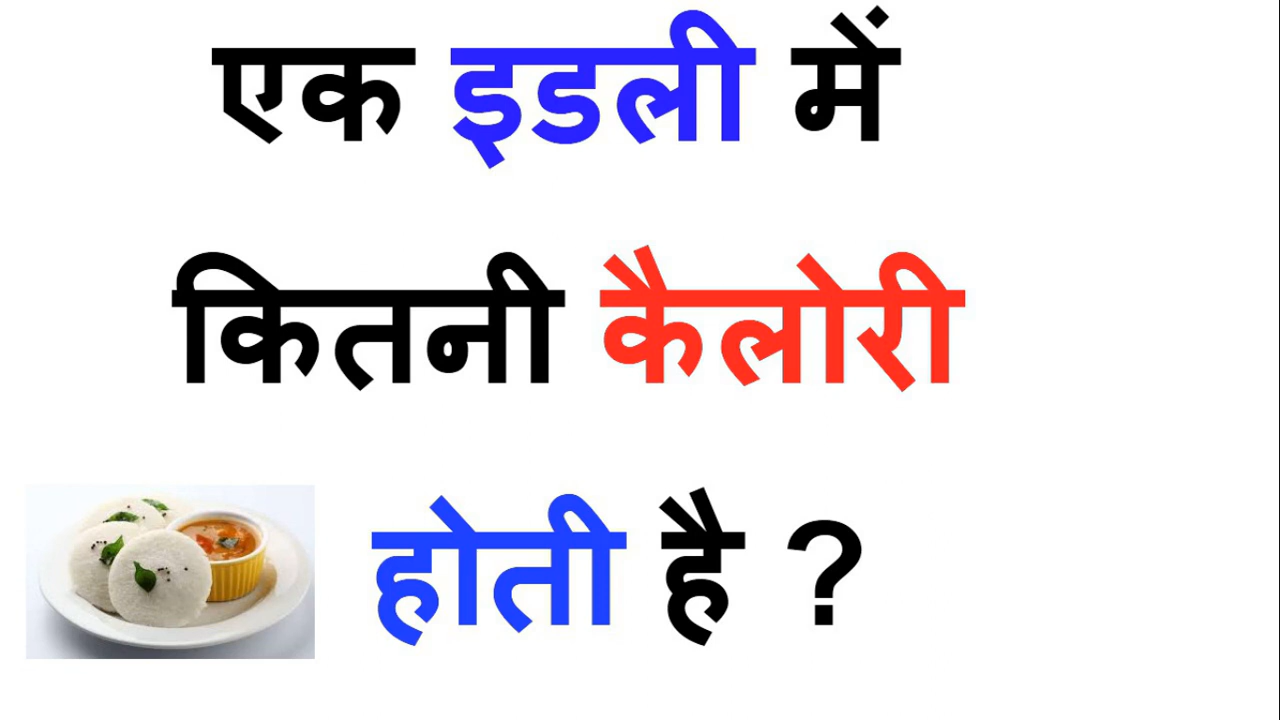 एक इडली में
कितनी कैलोरी
होती है ?